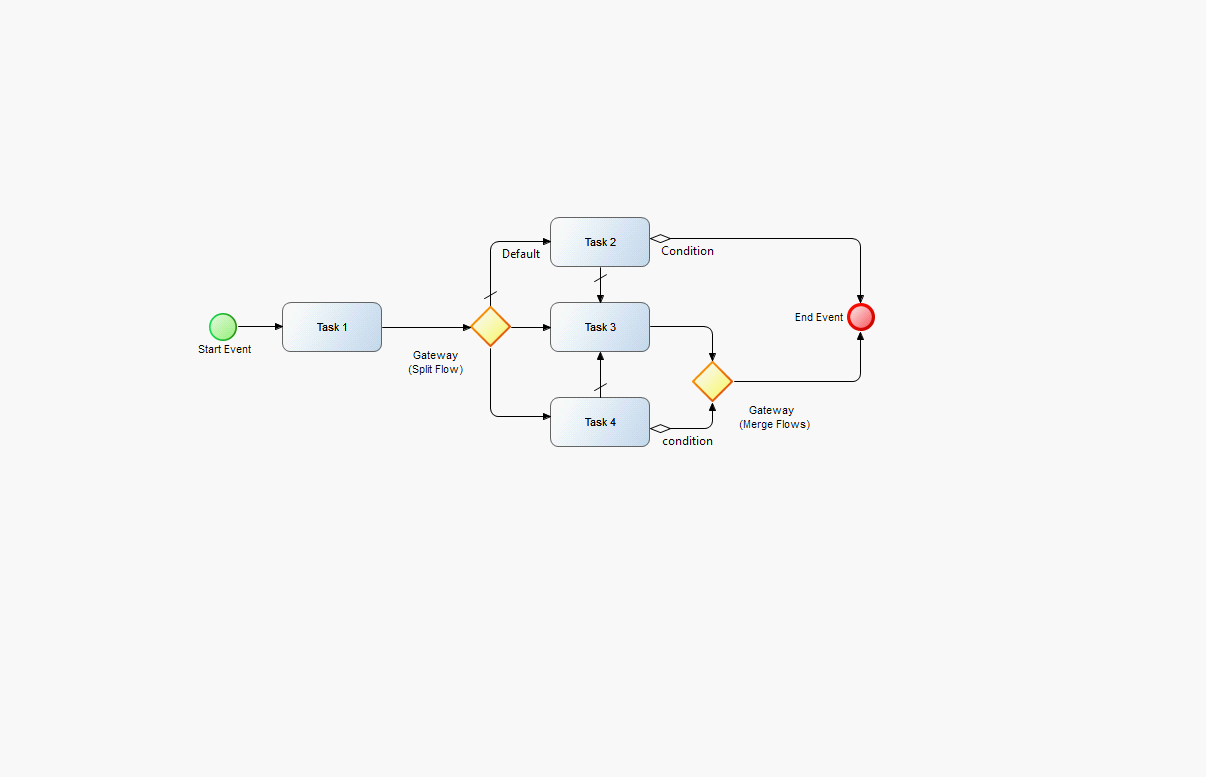 Task 2
Default
Condition
Start Event
Task 1
Gateway
(Split Flow)
Task 3
End Event
Task 4
condition
Gateway
(Merge Flows)